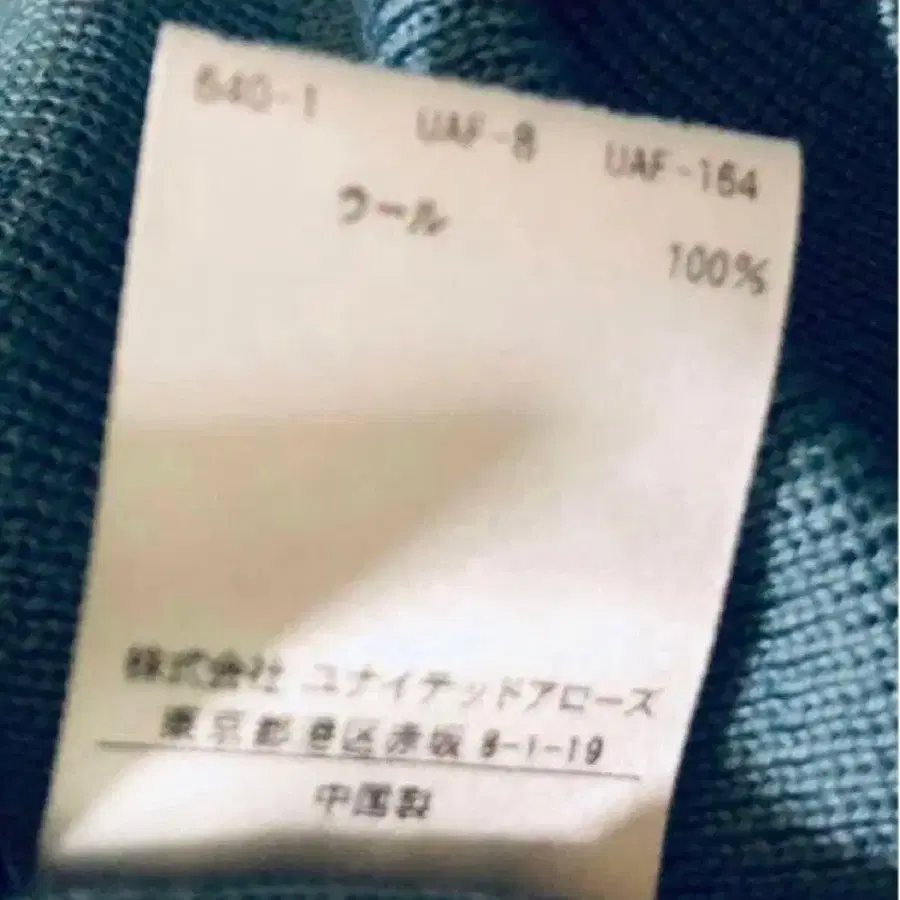 640-1 UAF-8 UAF-164
ウール 100%
株式会社 ユナイテッドアローズ
東京都港区赤坂 8-1-19
中国製